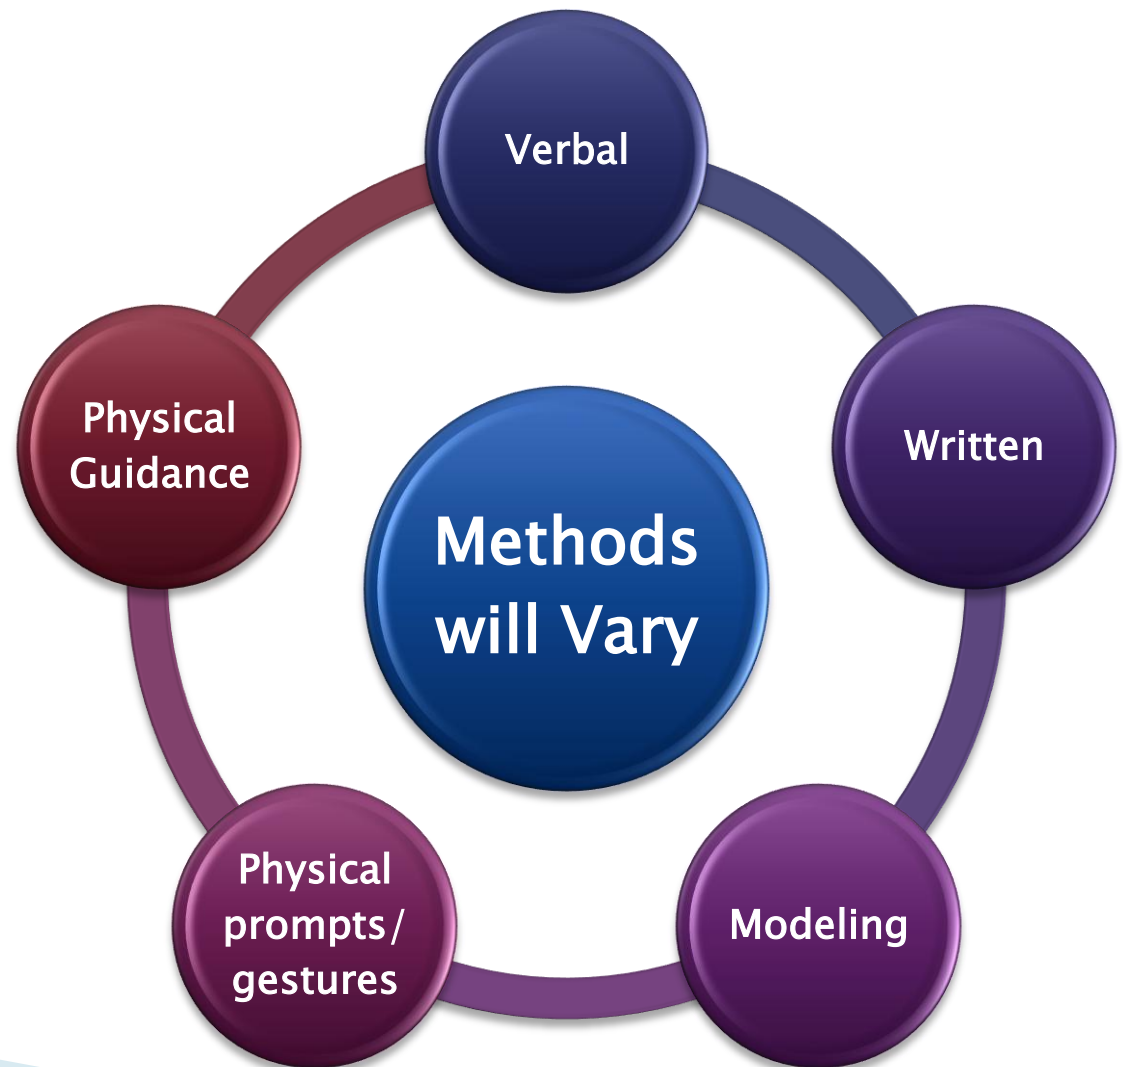 Verbal
Written
Modeling
Physical
prompts/
gestures
Physical
Guidance
Methods
will Vary